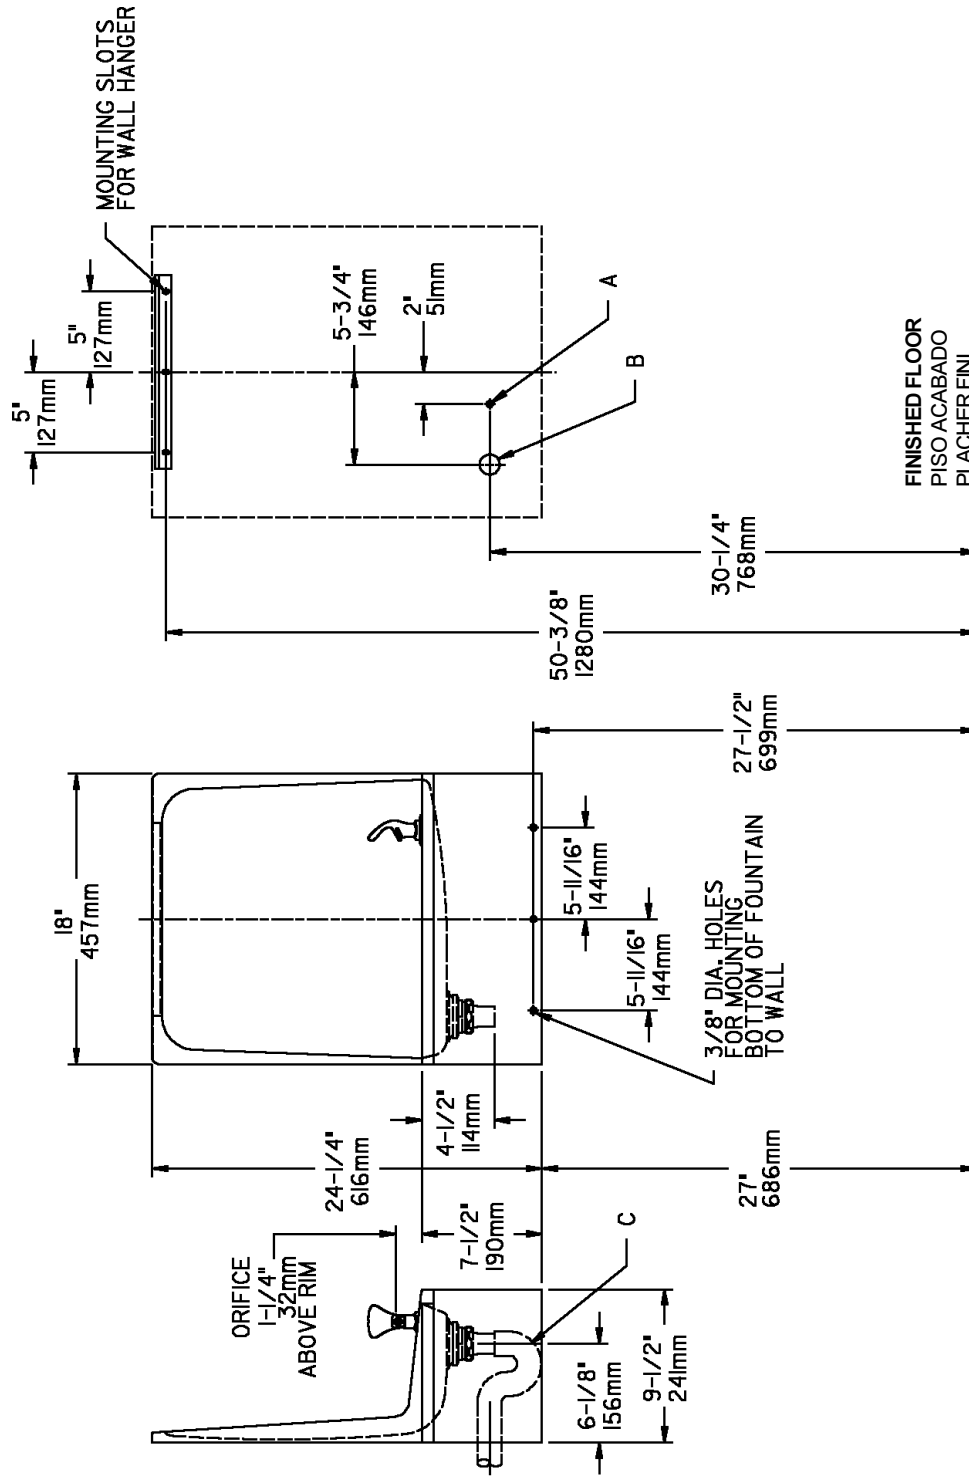 MOUNTING SLOTS
FOR WALL HANGER
5"
127mm
5"
127mm
5-3/4"
146mm
2"
51mm
A
B
FINISHED FLOOR
PISO ACABADO
PLACHER FINI
30-1/4"
768mm
50-3/8"
1280mm
18"
457mm
27-1/2"
699mm
5-11/16"
144mm
5-11/16"
144mm
3/8" DIA. HOLES
FOR MOUNTING
BOTTOM OF FOUNTAIN
TO WALL
4-1/2"
114mm
24-1/4"
616mm
27"
686mm
ORIFICE
1-1/4"
32mm
ABOVE RIM
7-1/2"
190mm
C
6-1/8"
156mm
9-1/2"
241mm